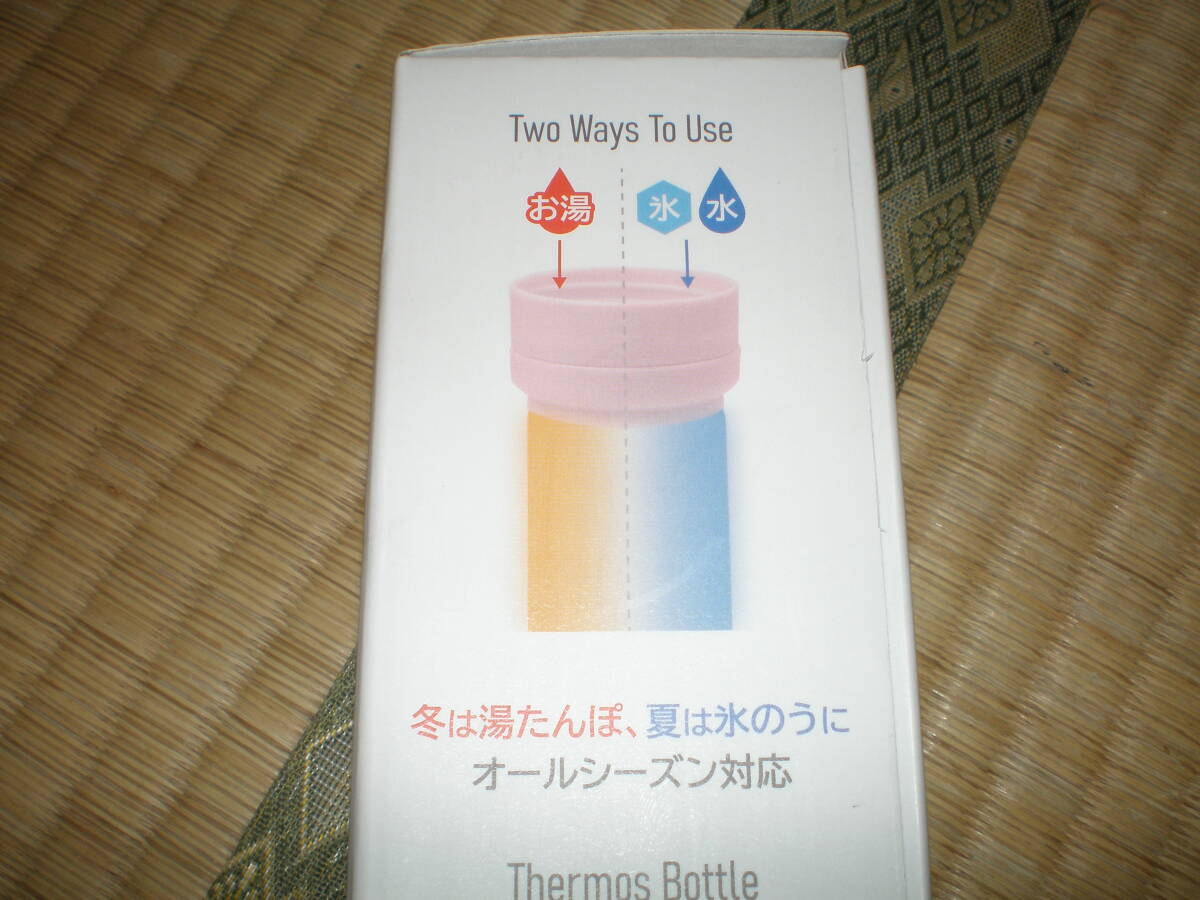 Two Ways To Use
お湯 氷 水
冬は湯たんぽ、夏は氷のうに
オールシーズン対応
Thermos Bottle